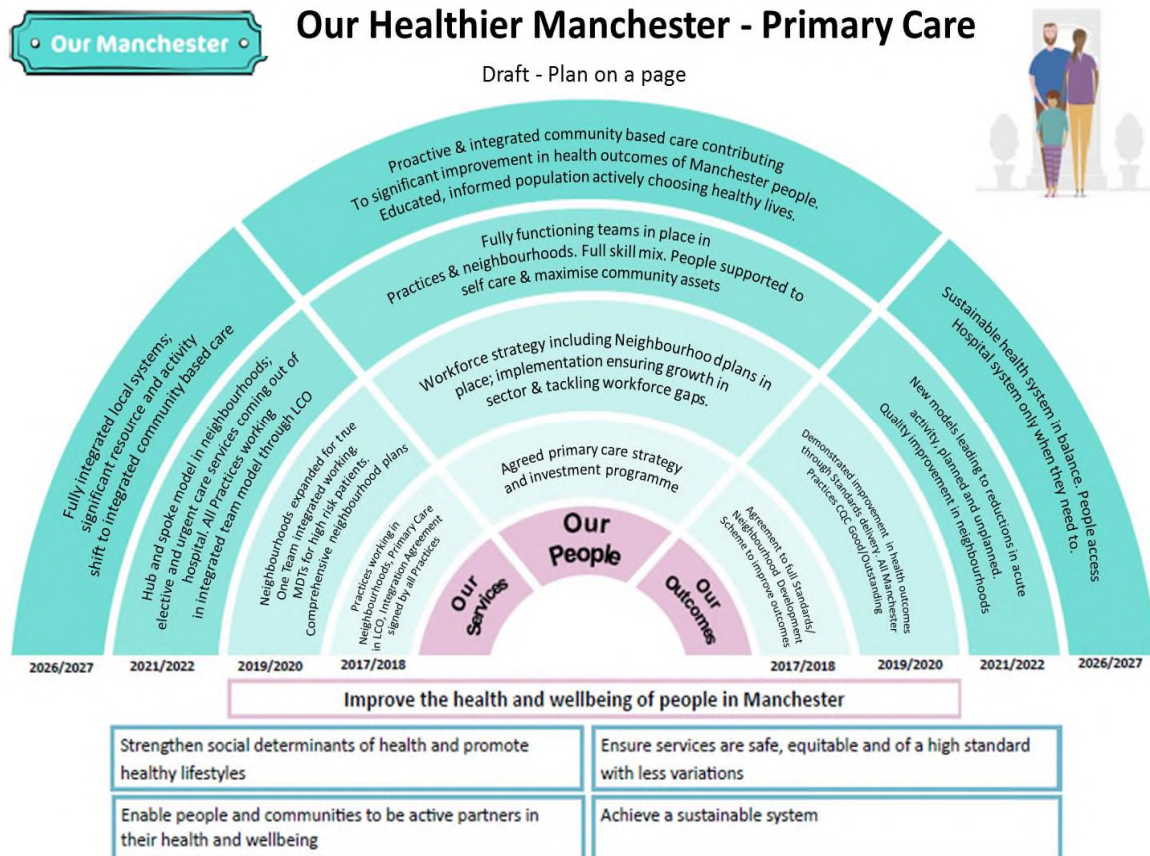 Our Manchester
Our Healthier Manchester - Primary Care
Draft - Plan on a page
Proactive & integrated community based care contributing
To significant improvement in health outcomes of Manchester people.
Educated, informed population actively choosing healthy lives.
Fully functioning teams in place in
Practices & neighbourhoods. Full skill mix. People supported to
self care & maximise community assets
Workforce strategy including Neighbourhood plans in
place; implementation ensuring growth in
sector & tackling workforce gaps.
Agreed primary care strategy
and investment programme
Our
People
Fully integrated local systems;
significant resource and activity
shift to integrated community based care
Hub and spoke model in neighbourhoods;
elective and urgent care services coming out of
hospital. All Practices working
in integrated team model through LCO
Neighbourhoods expanded for true
One Team integrated working.
MDTs for high risk patients.
Comprehensive neighbourhood plans
Practices working in
Neighbourhoods, Primary Care
in LCO, Integration Agreement
signed by all Practices
Our
Services
Our
Outcomes
Agreement to full Standards/
Neighbourhood Development
Scheme to improve outcomes
Demonstrated improvement in health outcomes
through Standards delivery. All Manchester
Practices CQC Good/Outstanding
New models leading to reductions in acute
activity, planned and unplanned.
Quality improvement in neighbourhoods
Sustainable health system in balance. People access
Hospital system only when they need to.
2026/2027 2021/2022 2019/2020 2017/2018 2017/2018 2019/2020 2021/2022 2026/2027
Improve the health and wellbeing of people in Manchester
Strengthen social determinants of health and promote
healthy lifestyles
Ensure services are safe, equitable and of a high standard
with less variations
Enable people and communities to be active partners in
their health and wellbeing
Achieve a sustainable system